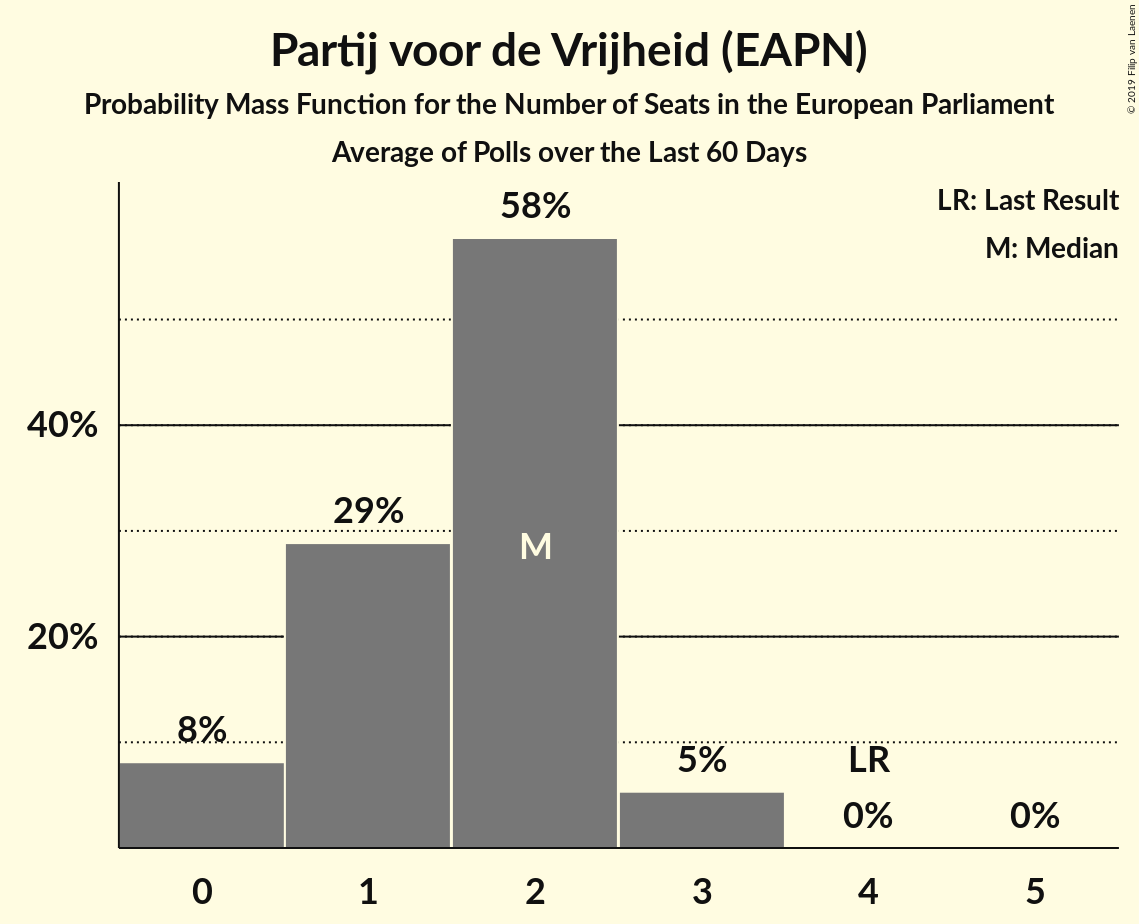 Partij voor de Vrijheid (EAPN)
Probability Mass Function for the Number of Seats in the European Parliament
Average of Polls over the Last 60 Days
© 2019 Filip van Laenen
LR: Last Result
M: Median
58%
40%
29%
M
20%
8%
5%
LR
0%
0%
0 1 2 3 4 5